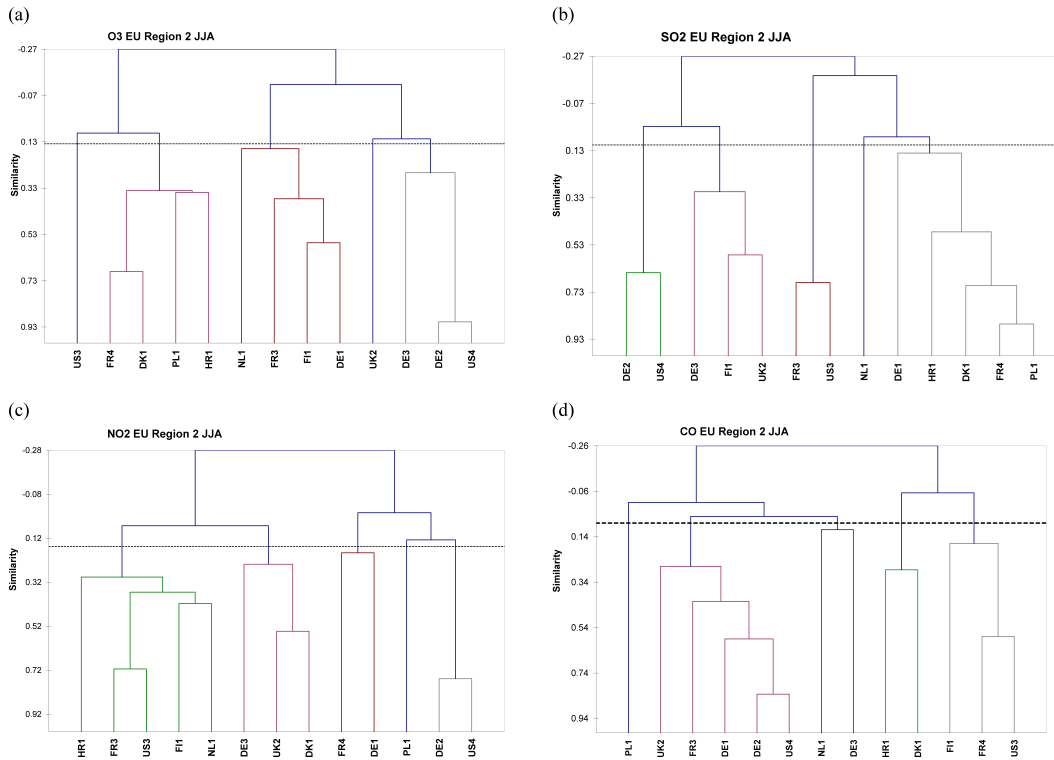 (a)
O3 EU Region 2 JJA
Similarity
-0.27
-0.07
0.13
0.33
0.53
0.73
0.93
US3 FR4 DK1 PL1 HR1 NL1 FR3 FI1 DE1 UK2 DE3 DE2 US4
(b)
SO2 EU Region 2 JJA
Similarity
-0.27
-0.07
0.13
0.33
0.53
0.73
0.93
DE2 US4 DE3 FI1 UK2 FR3 US3 NL1 DE1 HR1 DK1 FR4 PL1
(c)
NO2 EU Region 2 JJA
Similarity
-0.28
-0.08
0.12
0.32
0.52
0.72
0.92
HR1 FR3 US3 FI1 NL1 DE3 UK2 DK1 FR4 DE1 PL1 DE2 US4
(d)
CO EU Region 2 JJA
Similarity
-0.26
-0.06
0.14
0.34
0.54
0.74
0.94
PL1 UK2 FR3 DE1 DE2 US4 NL1 DE3 HR1 DK1 FI1 FR4 US3